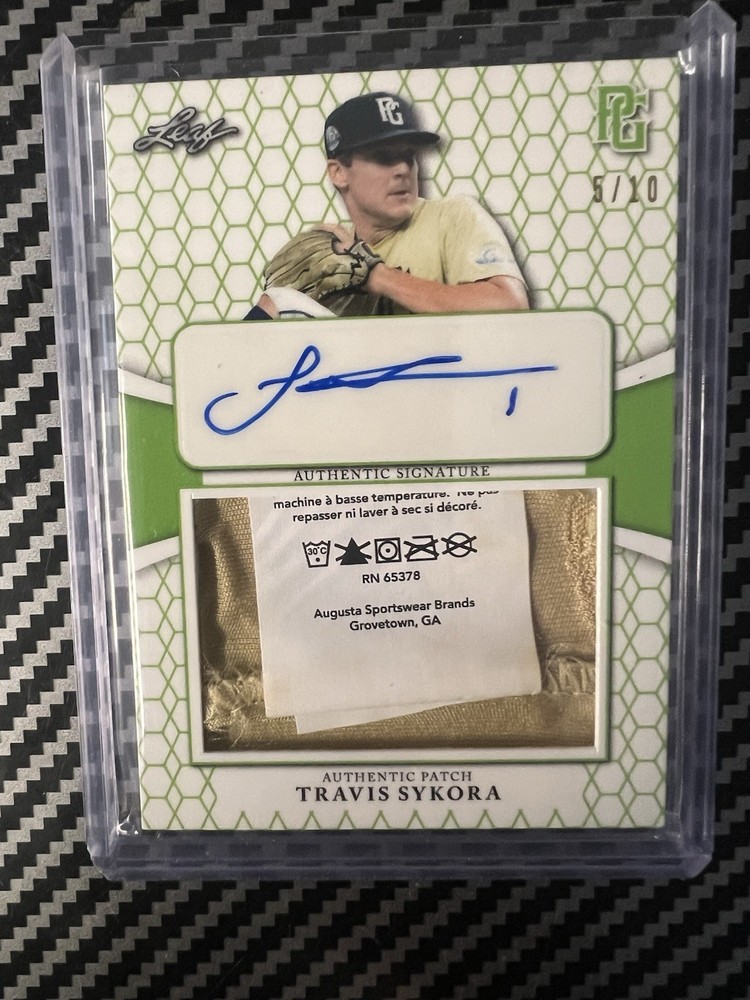 Leaf
PG
PG
5/10
AUTHENTIC SIGNATURE
machine à basse temperature. Ne pas
repasser ni laver à sec si décoré.
30°C
RN 65378
Augusta Sportswear Brands
Grovetown, GA
AUTHENTIC PATCH
TRAVIS SYKORA